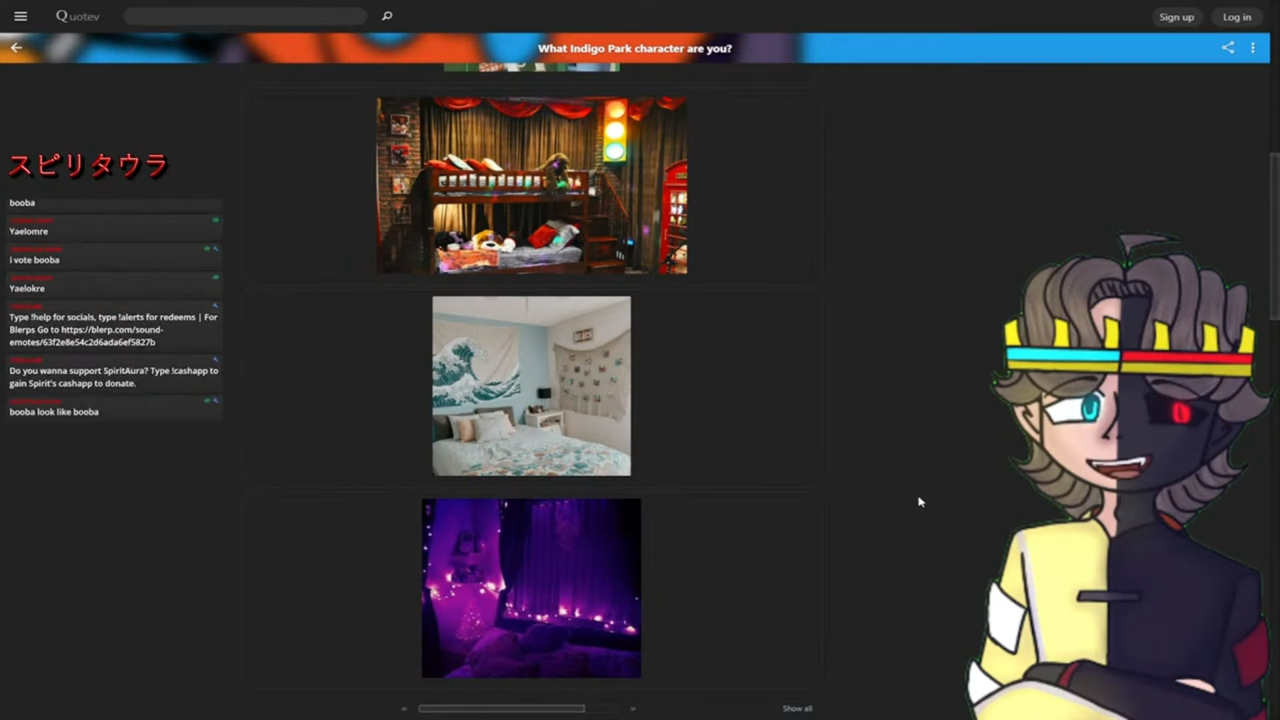 Quotev
Sign up
Log in
What Indigo Park character are you?
スピリタウラ
booba
Yaelomre
i vote booba
Yaelokre
Type !help for socials, type !alerts for redeems | For
Blerps Go to https://blerp.com/sound-
emotes/63f2e8e54c2d6ada6ef5827b
Do you wanna support SpiritAura? Type !cashapp to
gain Spirit's cashapp to donate.
booba look like booba
« »
Show all